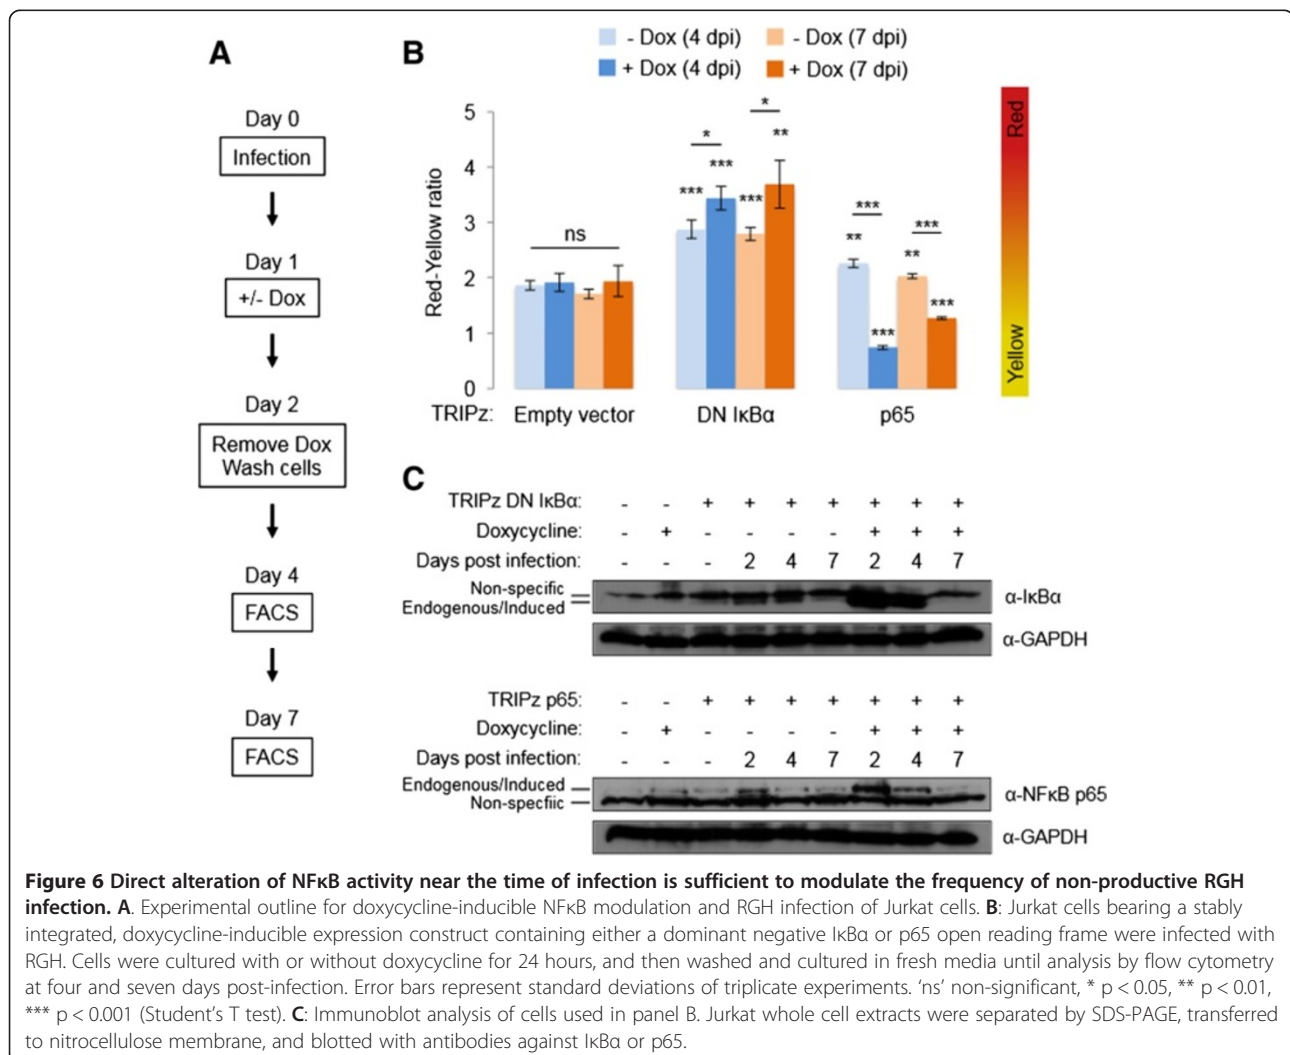 A
Day 0
Infection
Day 1
+/- Dox
Day 2
Remove Dox
Wash cells
Day 4
FACS
Day 7
FACS
B
- Dox (4 dpi)
- Dox (7 dpi)
+ Dox (4 dpi)
+ Dox (7 dpi)
Red-Yellow ratio
5
4
3
2
1
0
ns
***
*
***
***
*
**
**
***
***
**
***
***
TRIPz:
Empty vector
DN IκBα
p65
Red
Yellow
C
TRIPz DN IκBα: - - + + + + + + +
Doxycycline: - + - - - - + + +
Days post infection: - - - 2 4 7 2 4 7
Non-specific
Endogenous/Induced
α-IκBα
α-GAPDH
TRIPz p65: - - + + + + + + +
Doxycycline: - + - - - - + + +
Days post infection: - - - 2 4 7 2 4 7
Endogenous/Induced
Non-specfiic
α-NFκB p65
α-GAPDH
Figure 6 Direct alteration of NFκB activity near the time of infection is sufficient to modulate the frequency of non-productive RGH
infection. A. Experimental outline for doxycycline-inducible NFκB modulation and RGH infection of Jurkat cells. B: Jurkat cells bearing a stably
integrated, doxycycline-inducible expression construct containing either a dominant negative IκBα or p65 open reading frame were infected with
RGH. Cells were cultured with or without doxycycline for 24 hours, and then washed and cultured in fresh media until analysis by flow cytometry
at four and seven days post-infection. Error bars represent standard deviations of triplicate experiments. 'ns' non-significant, * p < 0.05, ** p < 0.01,
*** p < 0.001 (Student's T test). C: Immunoblot analysis of cells used in panel B. Jurkat whole cell extracts were separated by SDS-PAGE, transferred
to nitrocellulose membrane, and blotted with antibodies against IκBα or p65.